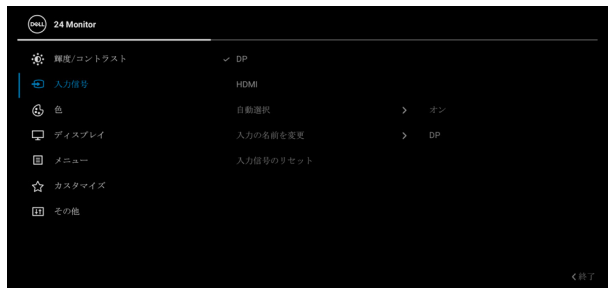 DELL 24 Monitor
輝度/コントラスト
入力信号
色
ディスプレイ
メニュー
カスタマイズ
その他
DP
HDMI
自動選択 オン
入力の名前を変更 DP
入力信号のリセット
終了